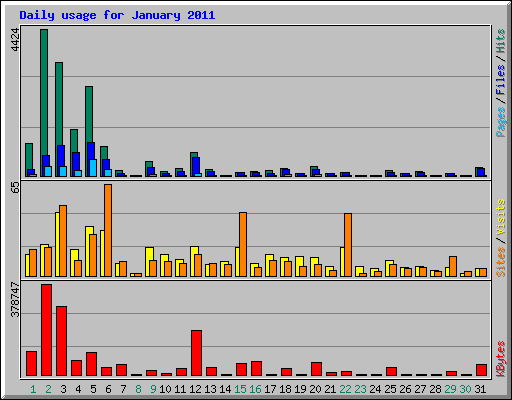 Daily usage for January 2011
4424
Pages / Files / Hits
65
Sites / Visits
378747
KBytes
1 2 3 4 5 6 7 8 9 10 11 12 13 14 15 16 17 18 19 20 21 22 23 24 25 26 27 28 29 30 31